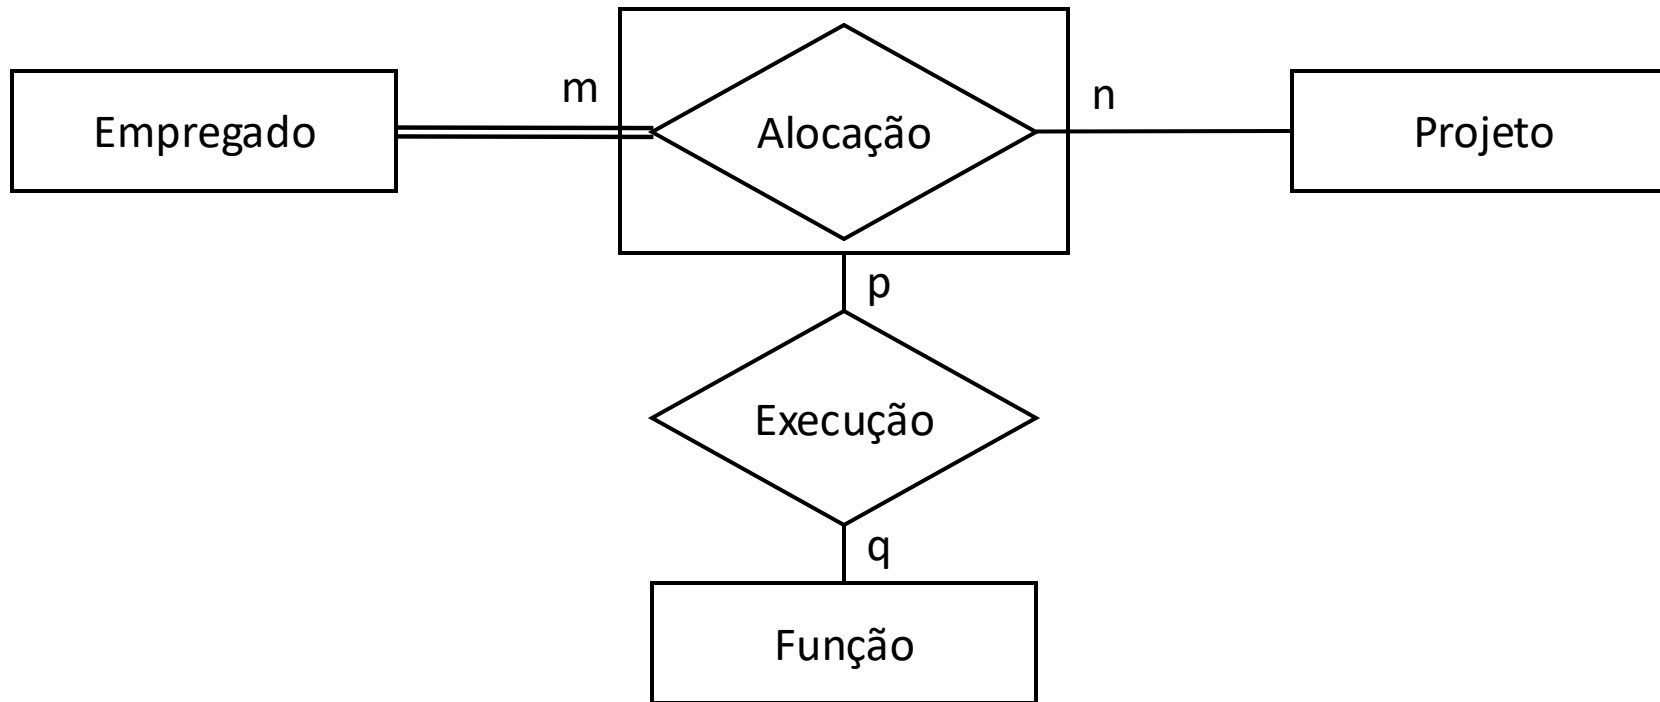 Empregado
m
Alocação
n
Projeto
p
Execução
q
Função